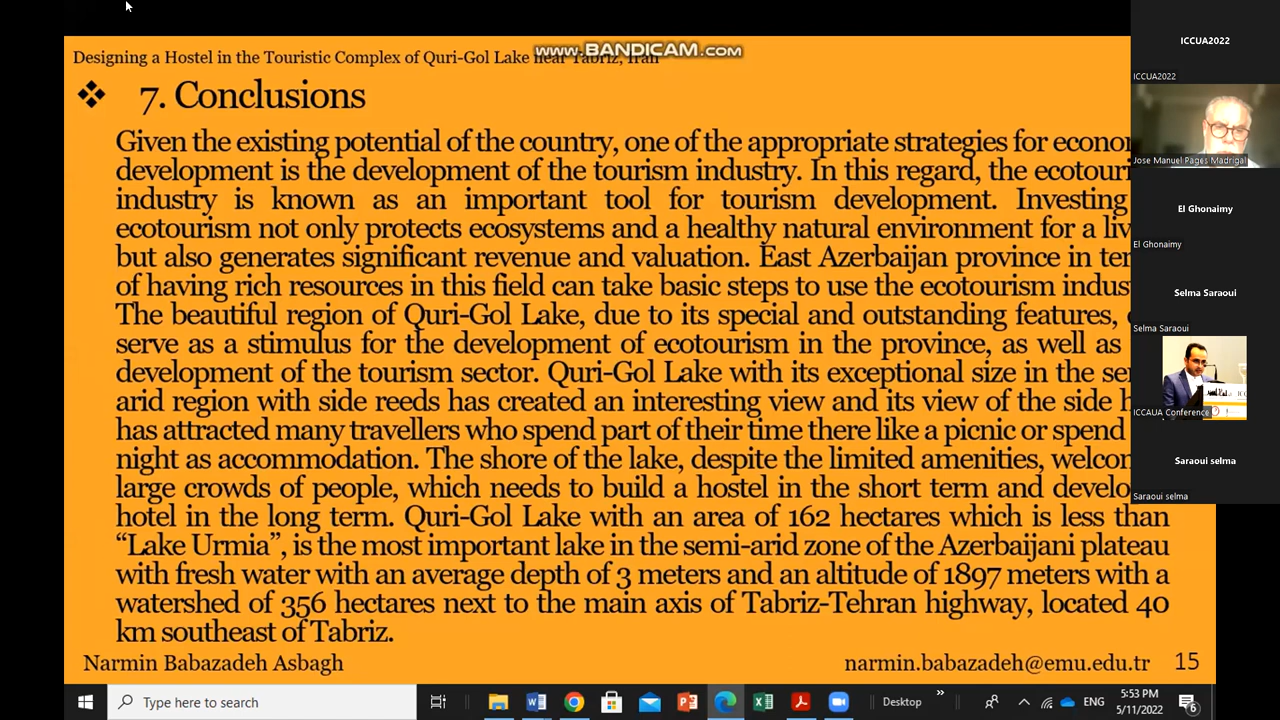 www.BANDICAM.com
Designing a Hostel in the Touristic Complex of Quri-Gol Lake near Tabriz, Iran
❖ 7. Conclusions
Given the existing potential of the country, one of the appropriate strategies for econo
development is the development of the tourism industry. In this regard, the ecotouri
industry is known as an important tool for tourism development. Investing
ecotourism not only protects ecosystems and a healthy natural environment for a liv
but also generates significant revenue and valuation. East Azerbaijan province in ter
of having rich resources in this field can take basic steps to use the ecotourism indus
The beautiful region of Quri-Gol Lake, due to its special and outstanding features,
serve as a stimulus for the development of ecotourism in the province, as well as
development of the tourism sector. Quri-Gol Lake with its exceptional size in the se
arid region with side reeds has created an interesting view and its view of the side h
has attracted many travellers who spend part of their time there like a picnic or spend
night as accommodation. The shore of the lake, despite the limited amenities, welcon
large crowds of people, which needs to build a hostel in the short term and develo
hotel in the long term. Quri-Gol Lake with an area of 162 hectares which is less than
“Lake Urmia”, is the most important lake in the semi-arid zone of the Azerbaijani plateau
with fresh water with an average depth of 3 meters and an altitude of 1897 meters with a
watershed of 356 hectares next to the main axis of Tabriz-Tehran highway, located 40
km southeast of Tabriz.
Narmin Babazadeh Asbagh
narmin.babazadeh@emu.edu.tr 15
ICCUA2022
ICCUA2022
Jose Manuel Pages Madrigal
El Ghonaimy
El Ghonaimy
Selma Saraoui
Selma Saraoui
ICCAUA Conference
Saraoui selma
Saraoui selma
Type here to search
Desktop
ENG
5:53 PM
5/11/2022
6